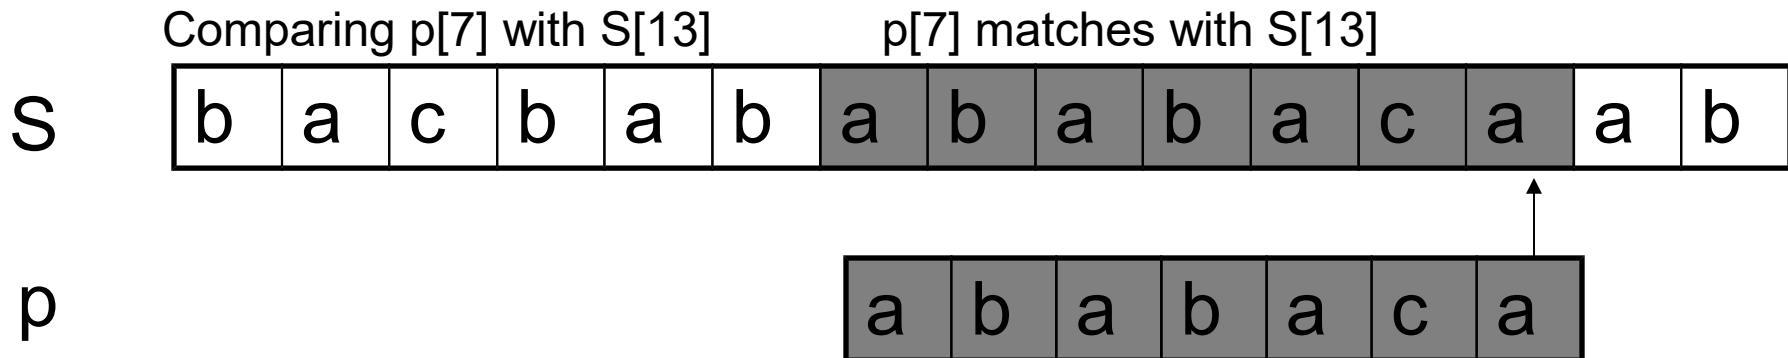 Comparing p[7] with S[13] p[7] matches with S[13]
S b a c b a b a b a b a c a a b
p a b a b a c a